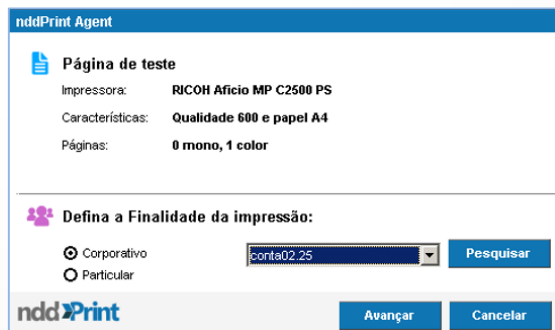 nddPrint Agent
Página de teste
Impressora: RICOH Aficio MP C2500 PS
Características: Qualidade 600 e papel A4
Páginas: 0 mono, 1 color
Defina a Finalidade da impressão:
Corporativo conta02.25 Pesquisar
Particular
nddPrint Avançar Cancelar